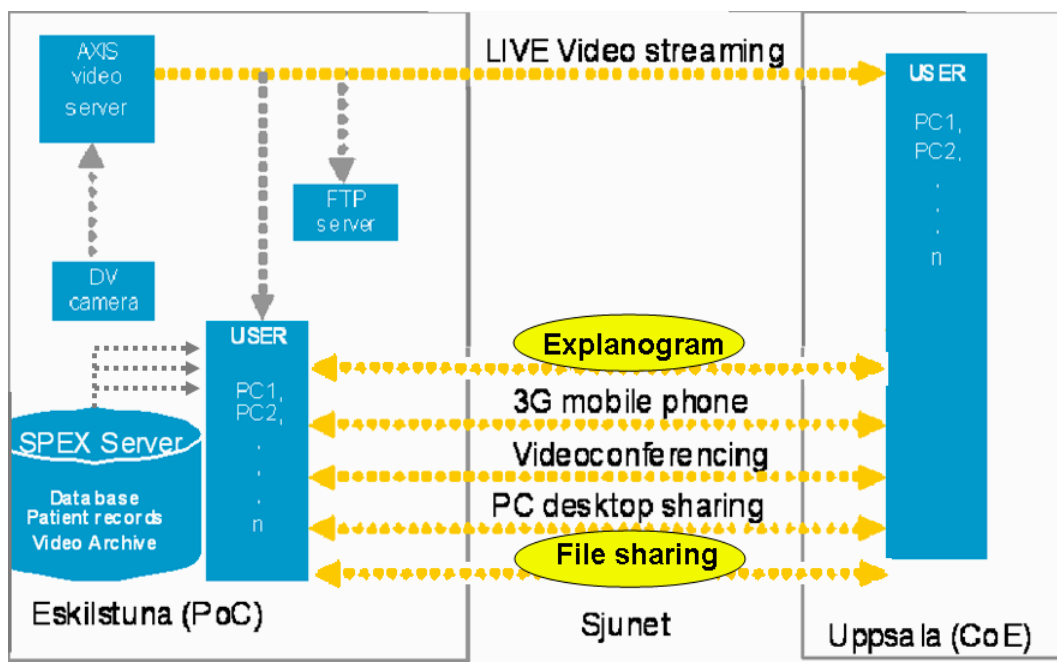 AXIS
video
server
LIVE Video streaming
USER
PC1,
PC2,
.
.
.
n
FTP
server
DV
camera
USER
PC1,
PC2,
.
.
.
n
Explanogram
3G mobile phone
Videoconferencing
PC desktop sharing
File sharing
SPEX Server
Database
Patient records
Video Archive
Eskilstuna (PoC)
Sjunet
Uppsala (CoE)